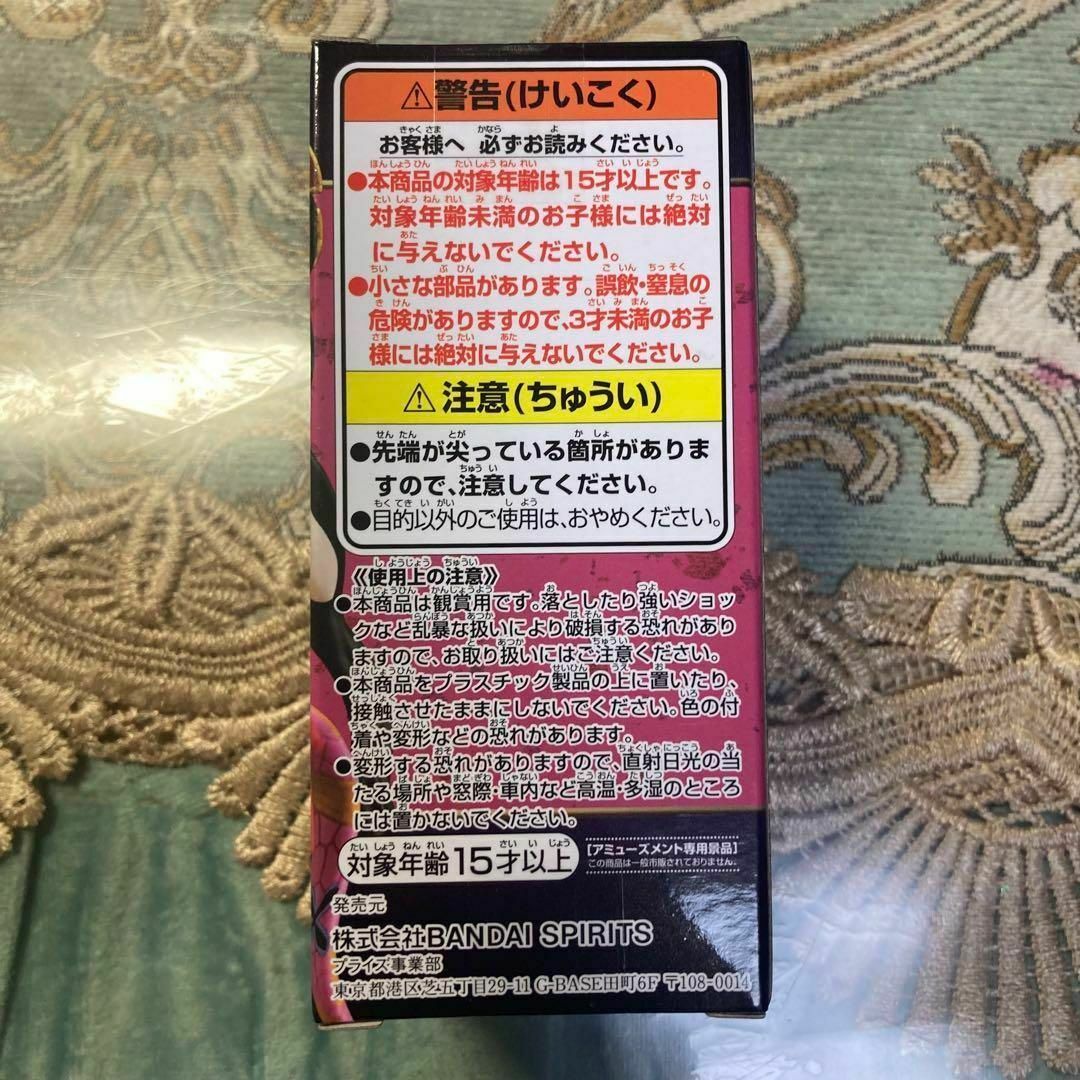 ⚠警告(けいこく)
お客様へ 必ずお読みください。
●本商品の対象年齢は15才以上です。
対象年齢未満のお子様には絶対
に与えないでください。
●小さな部品があります。誤飲・窒息の
危険がありますので、3才未満のお子
様には絶対に与えないでください。
⚠注意(ちゅうい)
●先端が尖っている箇所がありま
すので、注意してください。
●目的以外のご使用は、おやめください。
《使用上の注意》
●本商品は観賞用です。落としたり強いショッ
クなど乱暴な扱いにより破損する恐れがあり
ますので、お取り扱いにはご注意ください。
●本商品をプラスチック製品の上に置いたり、
接触させたままにしないでください。色の付
着や変形などの恐れがあります。
●変形する恐れがありますので、直射日光の当
たる場所や窓際・車内など高温・多湿のところ
には置かないでください。
対象年齢15才以上
[アミューズメント専用景品]
この商品は一般市販されておりません。
発売元
株式会社BANDAI SPIRITS
プライズ事業部
東京都港区芝五丁目29-11 G-BASE田町6F 〒108-0014